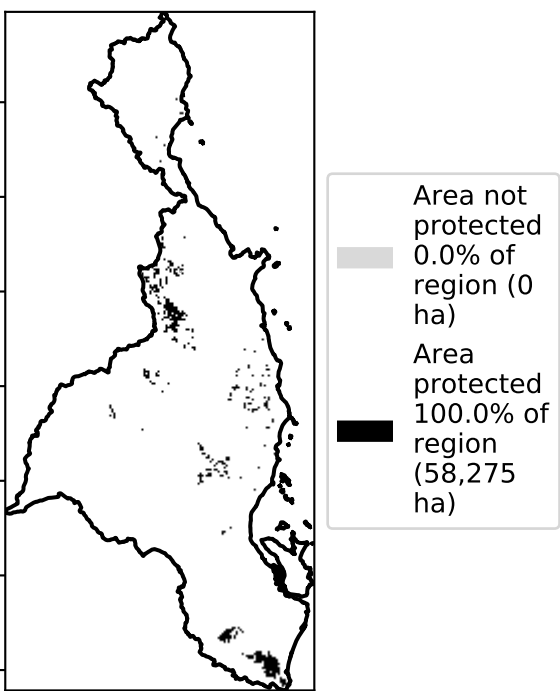 Area not
protected
0.0% of
region (0
ha)
Area
protected
100.0% of
region
(58,275
ha)